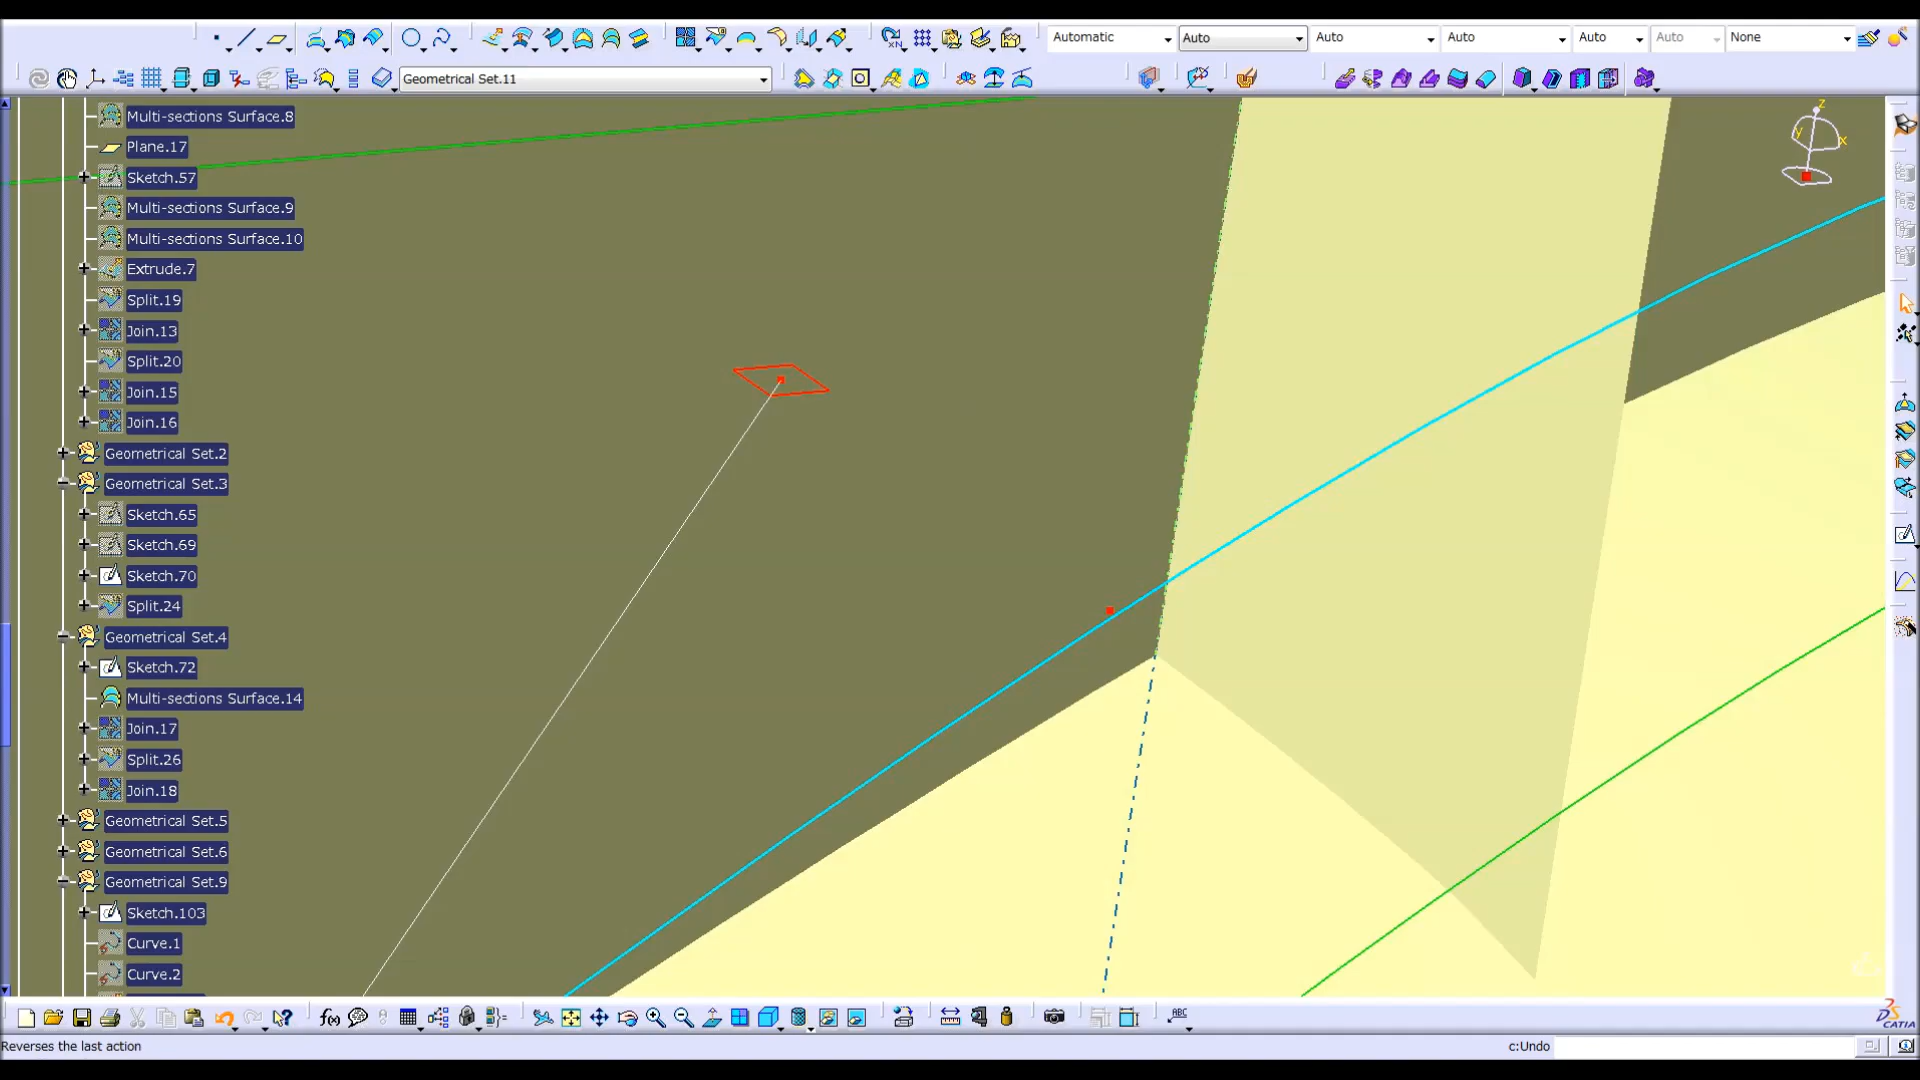 Automatic Auto Auto Auto Auto Auto None
Geometrical Set.11
Multi-sections Surface.8
Plane.17
Sketch.57
Multi-sections Surface.9
Multi-sections Surface.10
Extrude.7
Split.19
Join.13
Split.20
Join.15
Join.16
Geometrical Set.2
Geometrical Set.3
Sketch.65
Sketch.69
Sketch.70
Split.24
Geometrical Set.4
Sketch.72
Multi-sections Surface.14
Join.17
Split.26
Join.18
Geometrical Set.5
Geometrical Set.6
Geometrical Set.9
Sketch.103
Curve.1
Curve.2
z
y
x
f(x)
ABC
CATIA
Reverses the last action
c:Undo